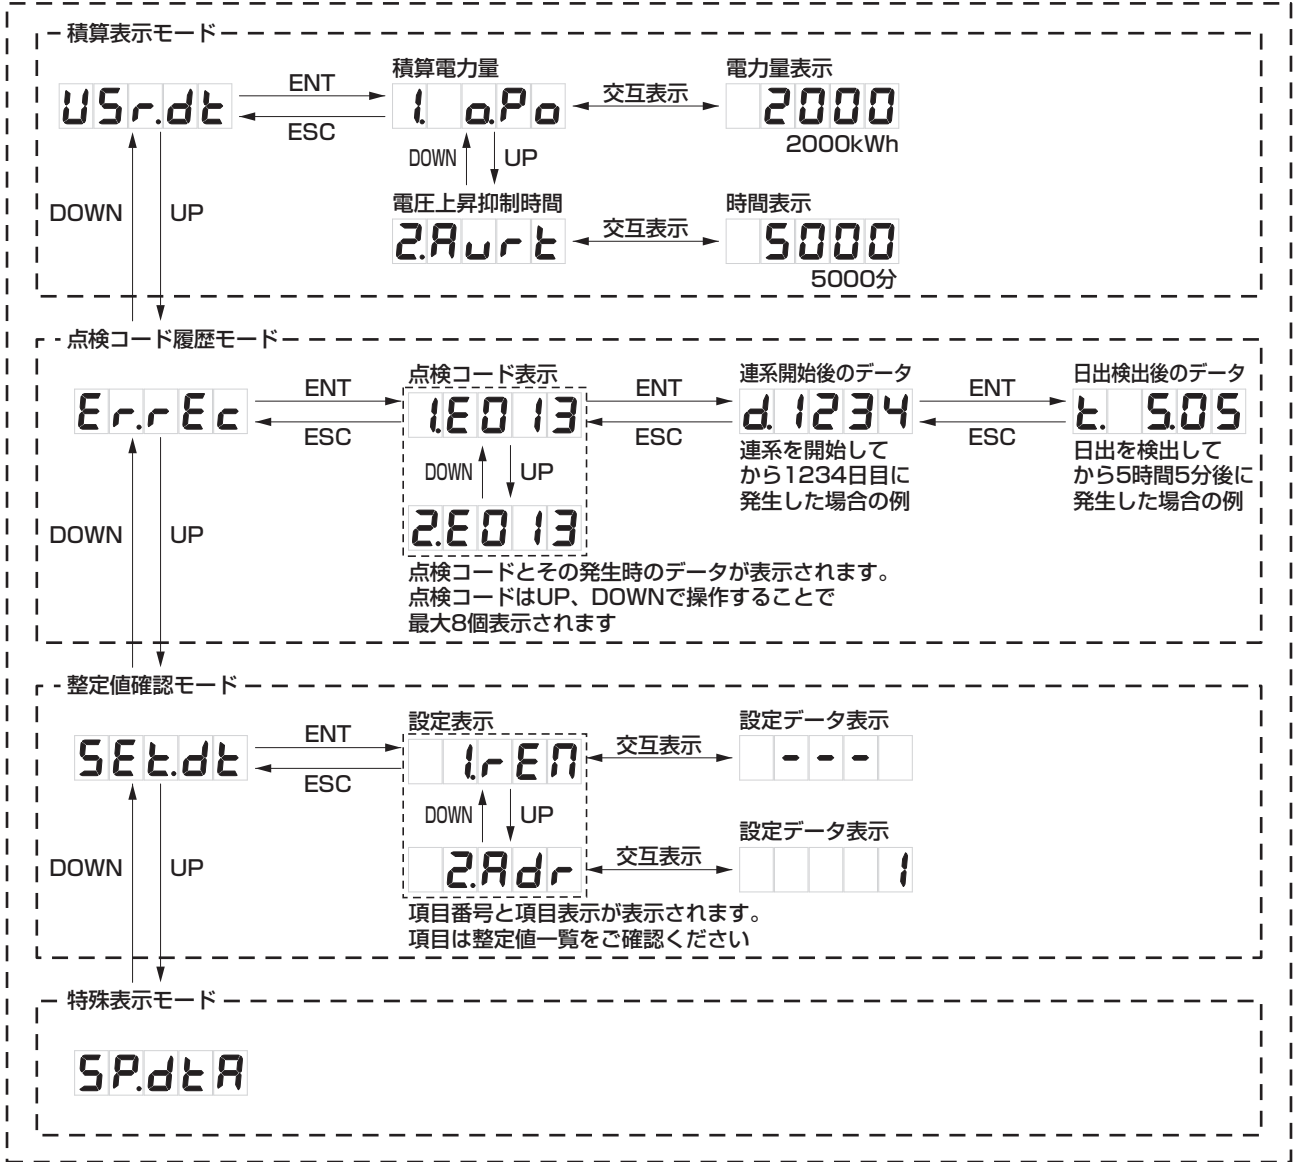 積算表示モード
積算電力量
電力量表示
USr.dt
ENT
ESC
1. o.Po
交互表示
2000
2000kWh
DOWN
UP
電圧上昇抑制時間
時間表示
DOWN
UP
2.Avrt
交互表示
5000
5000分
点検コード履歴モード
点検コード表示
連系開始後のデータ
日出検出後のデータ
Er.rEc
ENT
ESC
1.E013
ENT
ESC
d.1234
ENT
ESC
t. 5.05
連系を開始して
から1234日目に
発生した場合の例
日出を検出して
から5時間5分後に
発生した場合の例
DOWN
UP
2.E013
DOWN
UP
点検コードとその発生時のデータが表示されます。
点検コードはUP、DOWNで操作することで
最大8個表示されます
整定値確認モード
設定表示
設定データ表示
SEt.dt
ENT
ESC
1.rEM
交互表示
---
DOWN
UP
設定データ表示
DOWN
UP
2.Adr
交互表示
1
項目番号と項目表示が表示されます。
項目は整定値一覧をご確認ください
特殊表示モード
SP.dtA